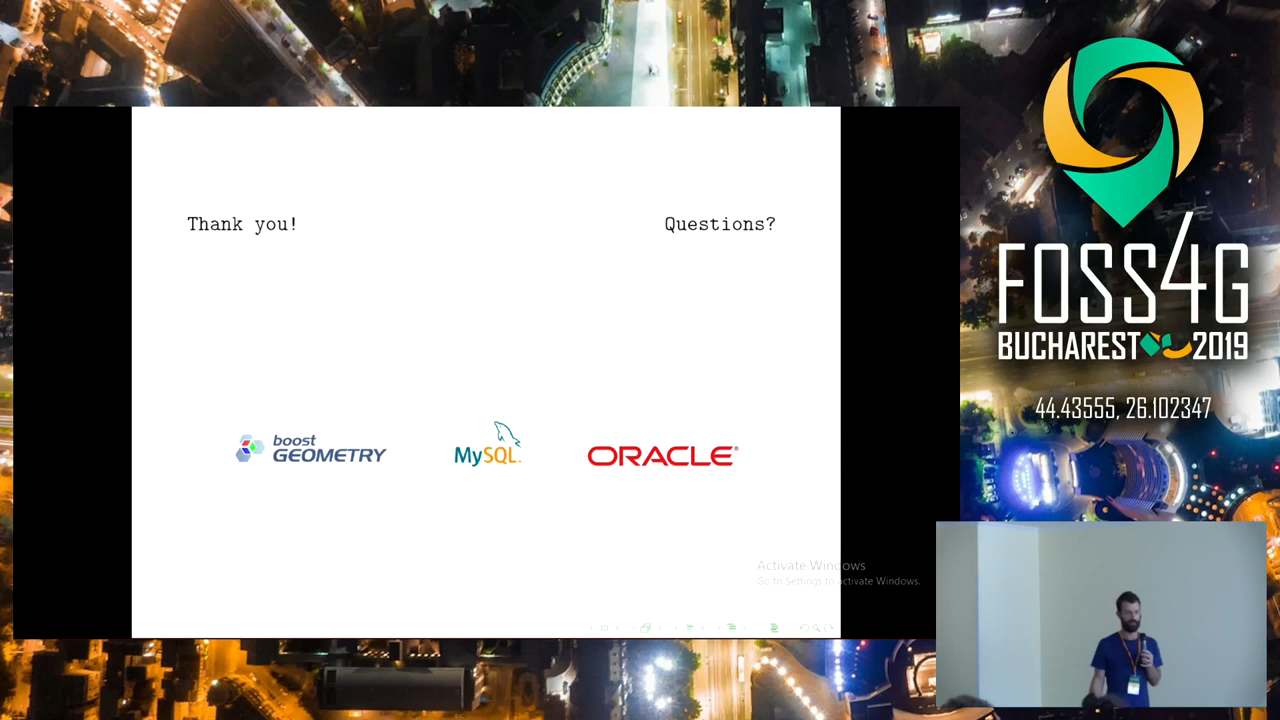 Thank you!
Questions?
boost
GEOMETRY
MySQL™
ORACLE®
Activate Windows
Go to Settings to activate Windows.
FOSS4G
BUCHAREST 2019
44.43555, 26.102347